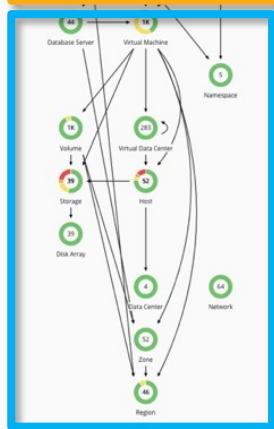 44 1K
Database Server Virtual Machine
5
Namespace
1K 283
Volume Virtual Data Center
39 52
Storage Host
39
Disk Array
4 64
Data Center Network
52
Zone
46
Region